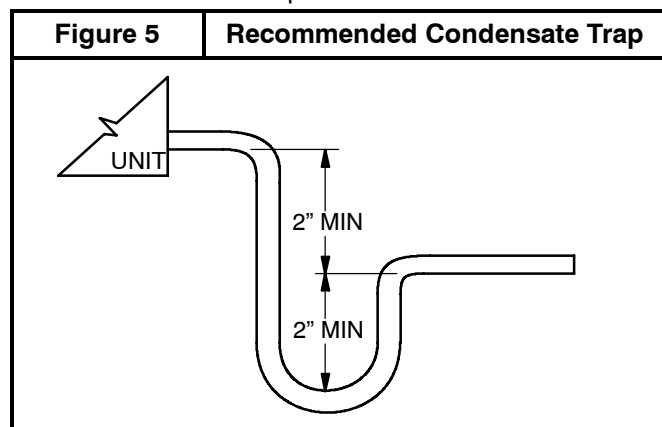 Figure 5
Recommended Condensate Trap
UNIT
2” MIN
2” MIN